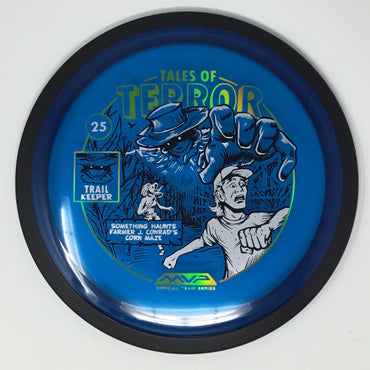 TALES OF
TERROR
25
TRAIL
KEEPER
SOMETHING HAUNTS
FARMER J. CONRAD'S
CORN MAZE
MVP
OFFICIAL TEAM SERIES